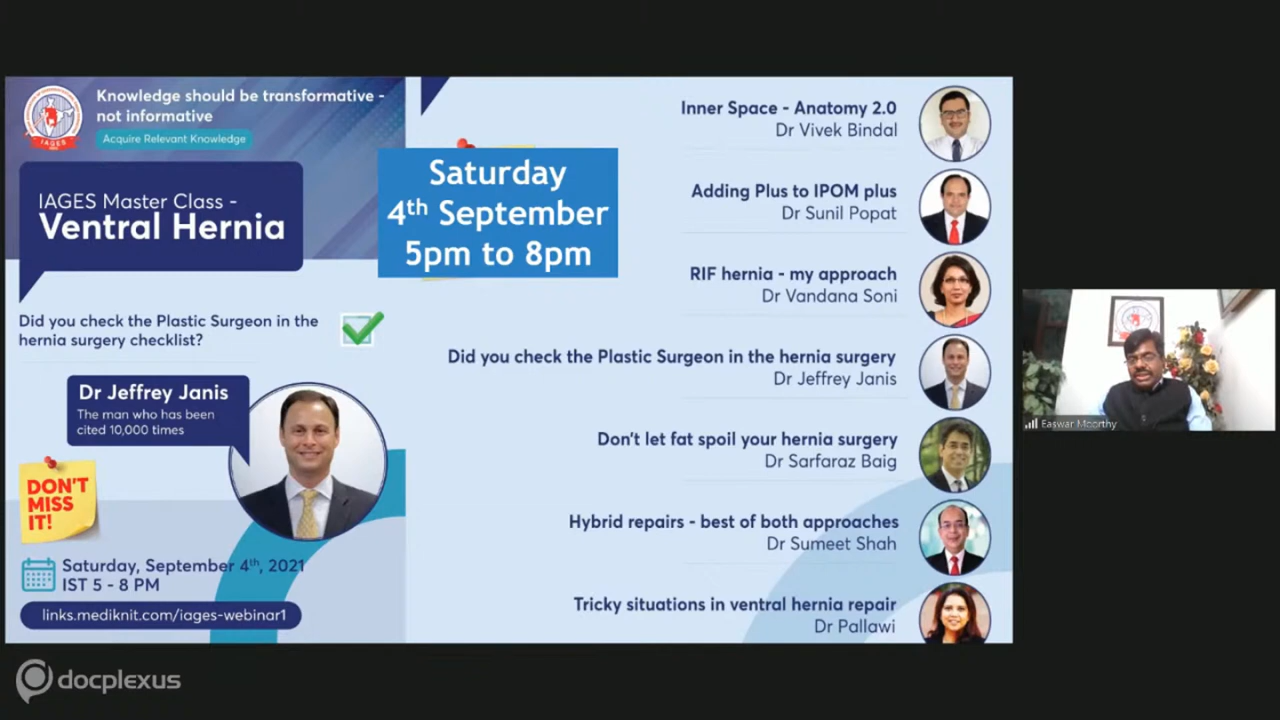 Knowledge should be transformative -
not informative
Acquire Relevant Knowledge
IAGES
IAGES Master Class -
Ventral Hernia
Did you check the Plastic Surgeon in the
hernia surgery checklist?
Dr Jeffrey Janis
The man who has been
cited 10,000 times
DON'T
MISS
IT!
Saturday, September 4th, 2021
IST 5 - 8 PM
links.mediknit.com/iages-webinar1
Saturday
4th September
5pm to 8pm
Inner Space - Anatomy 2.0
Dr Vivek Bindal
Adding Plus to IPOM plus
Dr Sunil Popat
RIF hernia - my approach
Dr Vandana Soni
Did you check the Plastic Surgeon in the hernia surgery
Dr Jeffrey Janis
Don't let fat spoil your hernia surgery
Dr Sarfaraz Baig
Hybrid repairs - best of both approaches
Dr Sumeet Shah
Tricky situations in ventral hernia repair
Dr Pallawi
Easwar Moorthy
docplexus